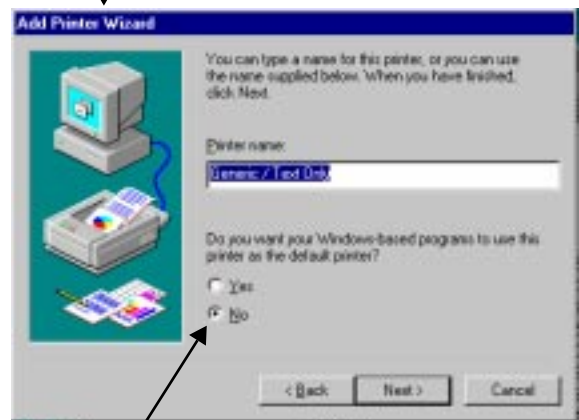 Add Printer Wizard
You can type a name for this printer, or you can use
the name supplied below. When you have finished,
click Next.
Printer name:
Generic / Text Only
Do you want your Windows-based programs to use this
printer as the default printer?
Yes
No
< Back Next > Cancel